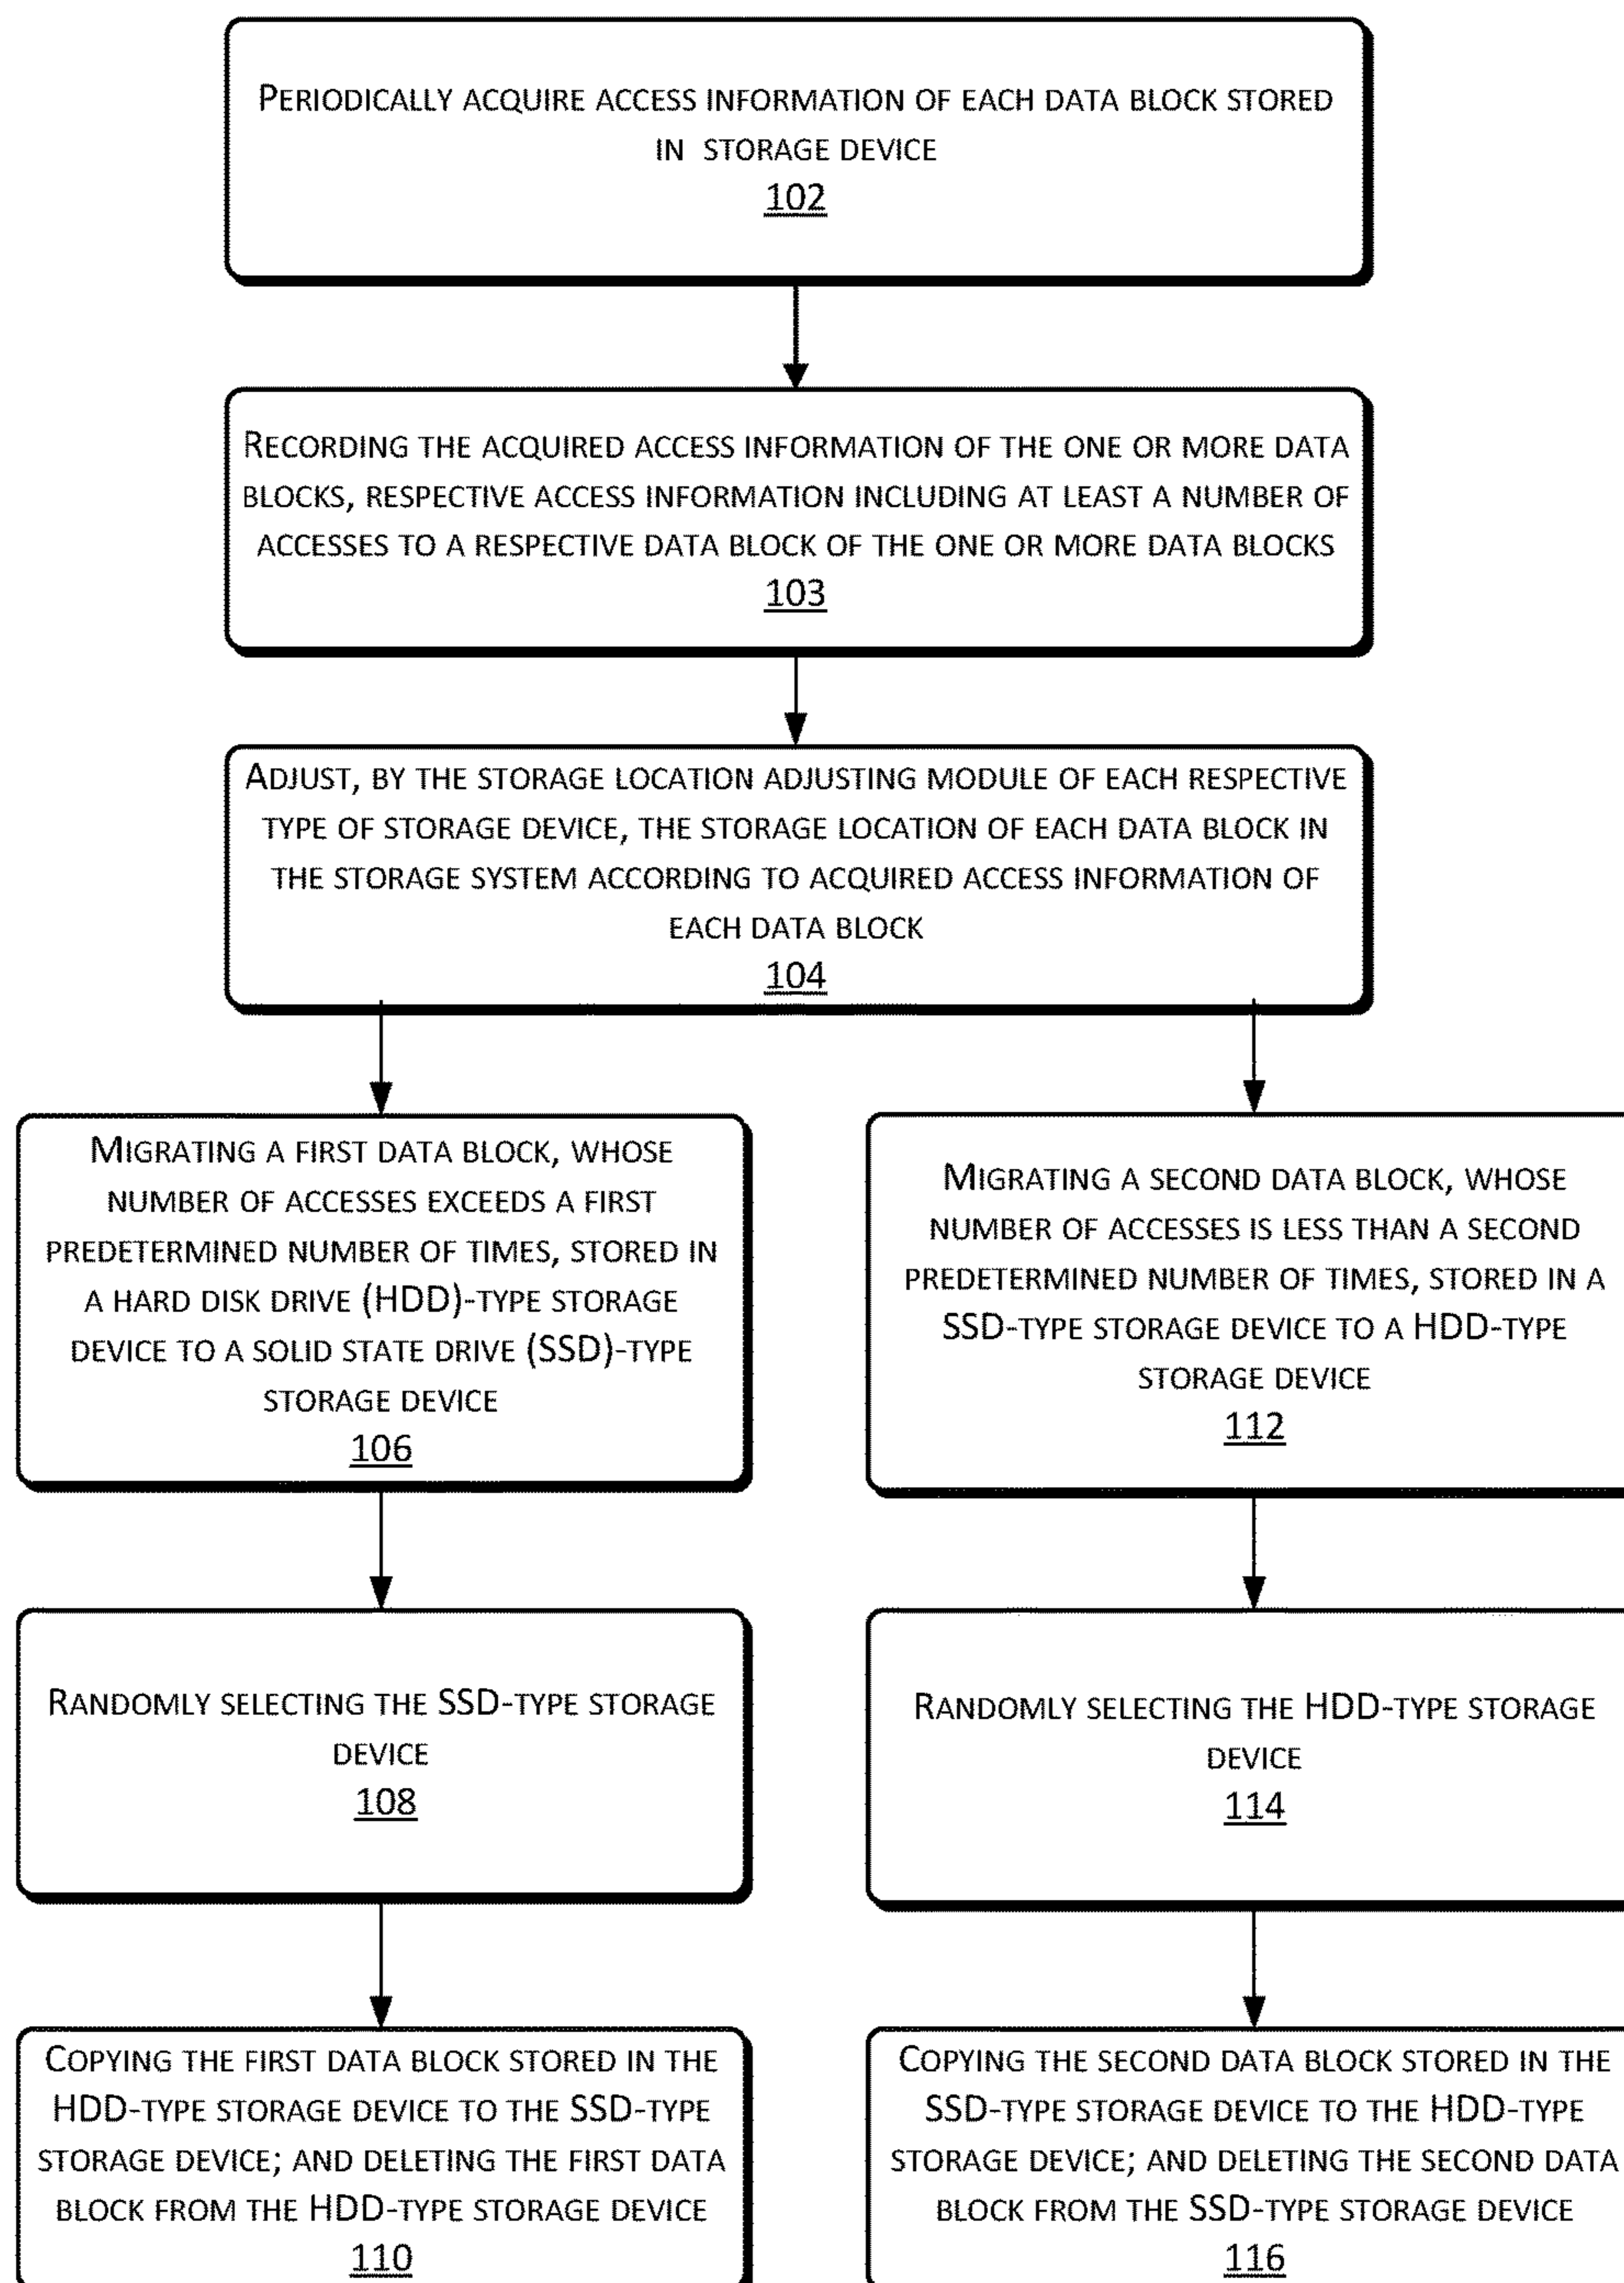 PERIODICALLY ACQUIRE ACCESS INFORMATION OF EACH DATA BLOCK STORED
IN STORAGE DEVICE
102
RECORDING THE ACQUIRED ACCESS INFORMATION OF THE ONE OR MORE DATA
BLOCKS, RESPECTIVE ACCESS INFORMATION INCLUDING AT LEAST A NUMBER OF
ACCESSES TO A RESPECTIVE DATA BLOCK OF THE ONE OR MORE DATA BLOCKS
103
ADJUST, BY THE STORAGE LOCATION ADJUSTING MODULE OF EACH RESPECTIVE
TYPE OF STORAGE DEVICE, THE STORAGE LOCATION OF EACH DATA BLOCK IN
THE STORAGE SYSTEM ACCORDING TO ACQUIRED ACCESS INFORMATION OF
EACH DATA BLOCK
104
MIGRATING A FIRST DATA BLOCK, WHOSE
NUMBER OF ACCESSES EXCEEDS A FIRST
PREDETERMINED NUMBER OF TIMES, STORED IN
A HARD DISK DRIVE (HDD)-TYPE STORAGE
DEVICE TO A SOLID STATE DRIVE (SSD)-TYPE
STORAGE DEVICE
106
RANDOMLY SELECTING THE SSD-TYPE STORAGE
DEVICE
108
COPYING THE FIRST DATA BLOCK STORED IN THE
HDD-TYPE STORAGE DEVICE TO THE SSD-TYPE
STORAGE DEVICE; AND DELETING THE FIRST DATA
BLOCK FROM THE HDD-TYPE STORAGE DEVICE
110
MIGRATING A SECOND DATA BLOCK, WHOSE
NUMBER OF ACCESSES IS LESS THAN A SECOND
PREDETERMINED NUMBER OF TIMES, STORED IN A
SSD-TYPE STORAGE DEVICE TO A HDD-TYPE
STORAGE DEVICE
112
RANDOMLY SELECTING THE HDD-TYPE STORAGE
DEVICE
114
COPYING THE SECOND DATA BLOCK STORED IN THE
SSD-TYPE STORAGE DEVICE TO THE HDD-TYPE
STORAGE DEVICE; AND DELETING THE SECOND DATA
BLOCK FROM THE SSD-TYPE STORAGE DEVICE
116